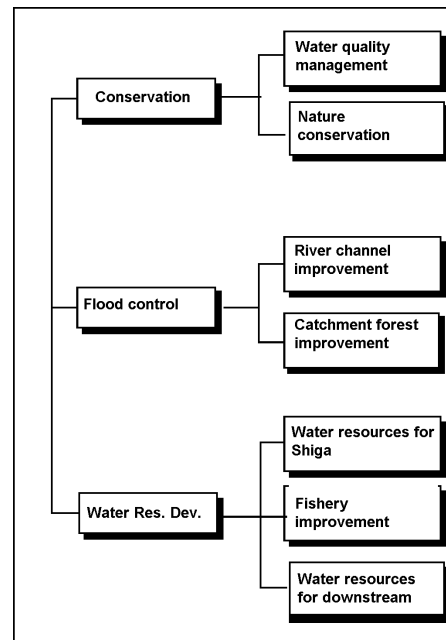 Conservation
Water quality
management
Nature
conservation
Flood control
River channel
improvement
Catchment forest
improvement
Water Res. Dev.
Water resources for
Shiga
Fishery
improvement
Water resources
for downstream